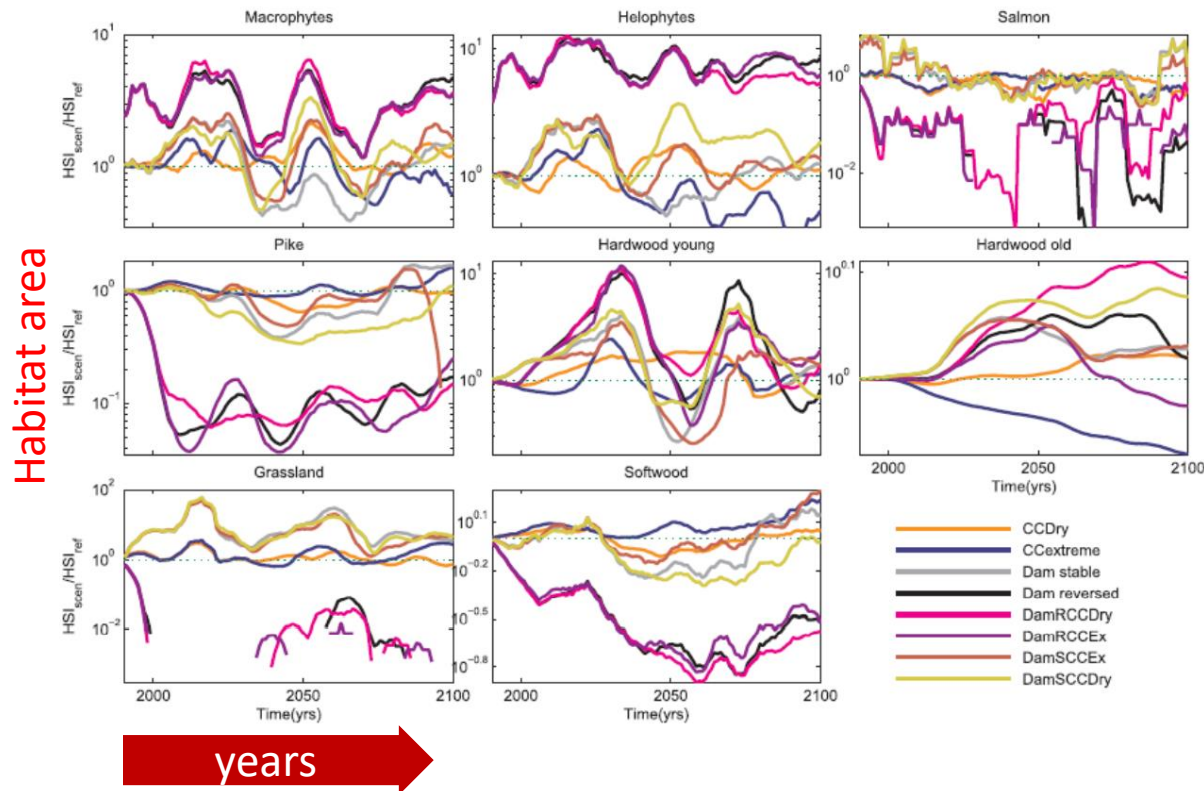 Macrophytes
Helophytes
Salmon
10^1
10^0
HSI_scen/HSI_ref
10^1
10^0
10^0
10^-2
Pike
Hardwood young
Hardwood old
10^0
10^-1
HSI_scen/HSI_ref
10^1
10^0
10^0.1
10^0
2000
2050
2100
Time(yrs)
Habitat area
Grassland
Softwood
10^2
10^0
10^-2
HSI_scen/HSI_ref
10^0.1
10^-0.2
10^-0.5
10^-0.8
2000
2050
2100
Time(yrs)
2000
2050
2100
Time(yrs)
CCDry
CCextreme
Dam stable
Dam reversed
DamRCCDry
DamRCCEx
DamSCCEx
DamSCCDry
years